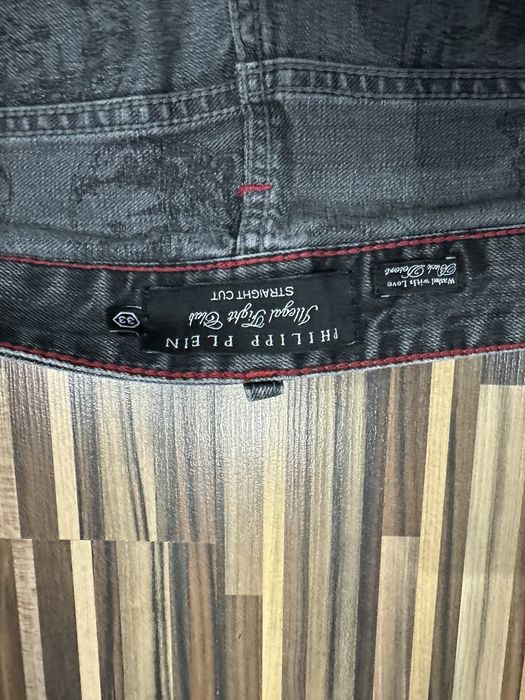 PHILIPP PLEIN
Illegal Fight Club
STRAIGHT CUT
33
Washed with Love